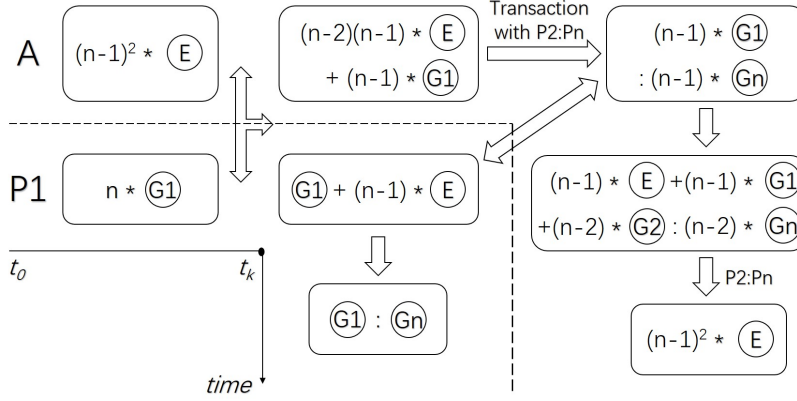 Transaction
with P2:Pn
A
(n-1)² * E
(n-2)(n-1) * E
+ (n-1) * G1
(n-1) * G1
: (n-1) * Gn
P1
n * G1
G1 + (n-1) * E
(n-1) * E +(n-1) * G1
+(n-2) * G2 : (n-2) * Gn
t₀
tₖ
P2:Pn
G1 : Gn
(n-1)² * E
time